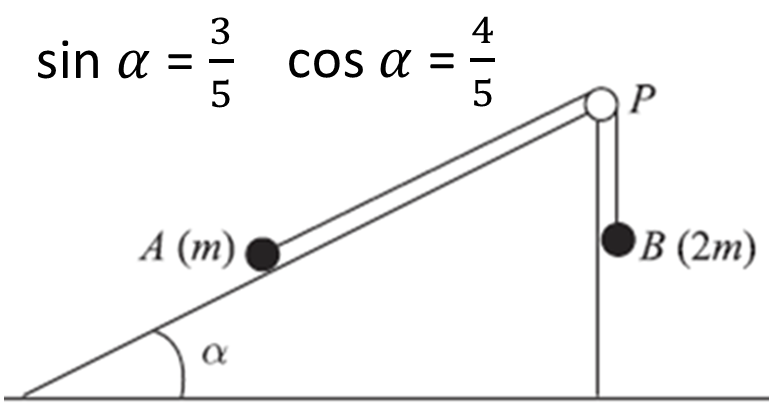 sin α = 3/5 cos α = 4/5
P
A (m)
B (2m)
α